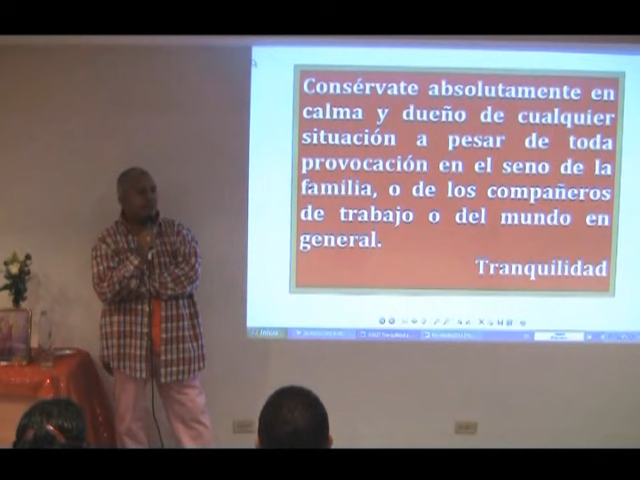 Consérvate absolutamente en
calma y dueño de cualquier
situación a pesar de toda
provocación en el seno de la
familia, o de los compañeros
de trabajo o del mundo en
general.
Tranquilidad
Inicio